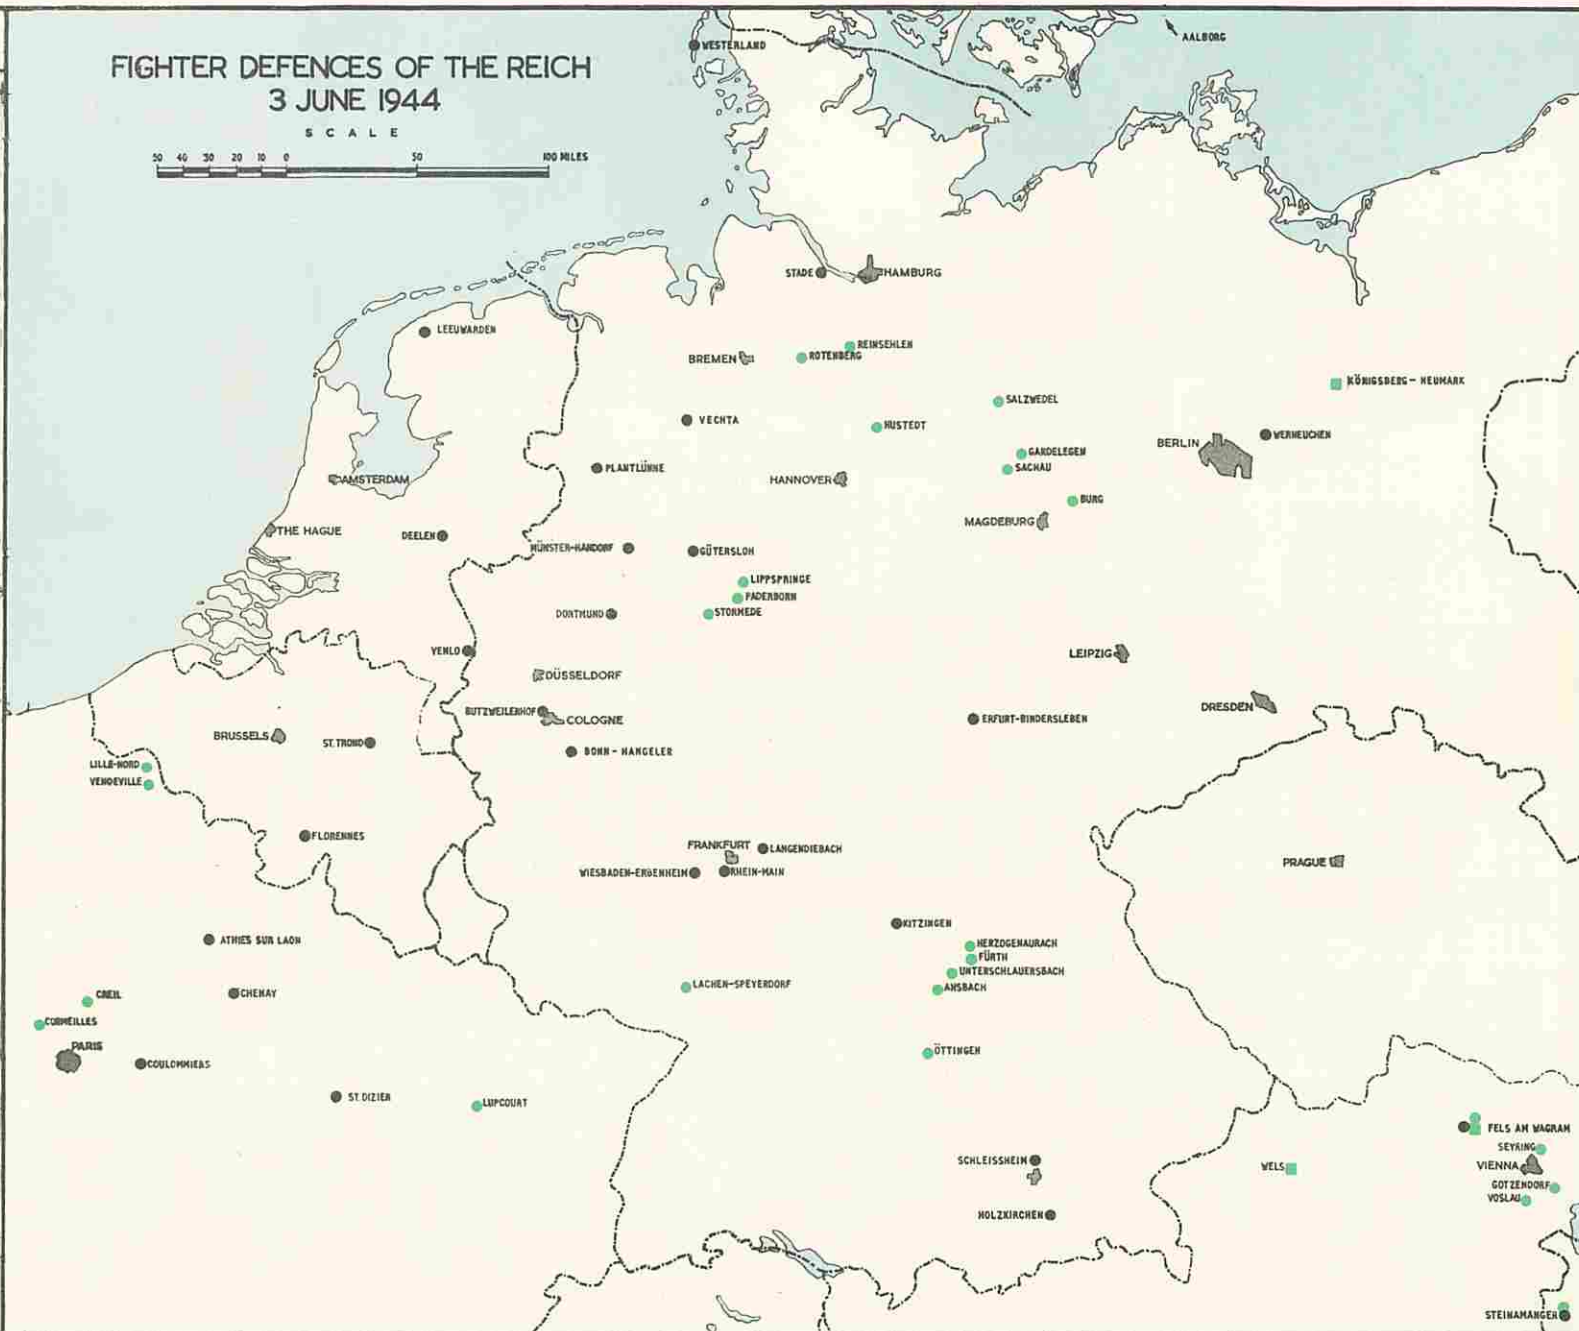 FIGHTER DEFENCES OF THE REICH
3 JUNE 1944
SCALE
50 40 30 20 10 0 50 100 MILES
WESTERLAND
AALBORG
STADE
HAMBURG
LEEUWARDEN
BREMEN
ROTENBERG
REINSEHLEN
KÖNIGSBERG - NEUMARK
SALZWEDEL
VECHTA
HUSTEDT
BERLIN
WERNEUCHEN
GARDELEGEN
SACHAU
PLANTLÜNNE
AMSTERDAM
HANNOVER
BURG
MAGDEBURG
THE HAGUE
DEELEN
MÜNSTER-HANDORF
GÜTERSLOH
LIPPSPRINGE
PADERBORN
STORMEDE
DORTMUND
VENLO
LEIPZIG
DÜSSELDORF
DRESDEN
BUTZWEILERHOF
COLOGNE
ERFURT-BINDERSLEBEN
BRUSSELS
ST. TROND
BONN - HANGELER
LILLE-NORD
VENDEVILLE
FLORENNES
FRANKFURT
LANGENDIEBACH
PRAGUE
WIESBADEN-ERBENHEIM
RHEIN-MAIN
KITZINGEN
ATHIES SUR LAON
HERZOGENAURACH
FÜRTH
UNTERSCHLAUERSBACH
ANSBACH
LACHEN-SPEYERDORF
CREIL
CHENAY
CORMEILLES
PARIS
COULOMMIERS
ÖTTINGEN
ST. DIZIER
LUPCOURT
FELS AM WAGRAM
SEYRING
SCHLEISSHEIM
WELS
VIENNA
GOTZENDORF
VOSLAU
HOLZKIRCHEN
STEINAMANGER